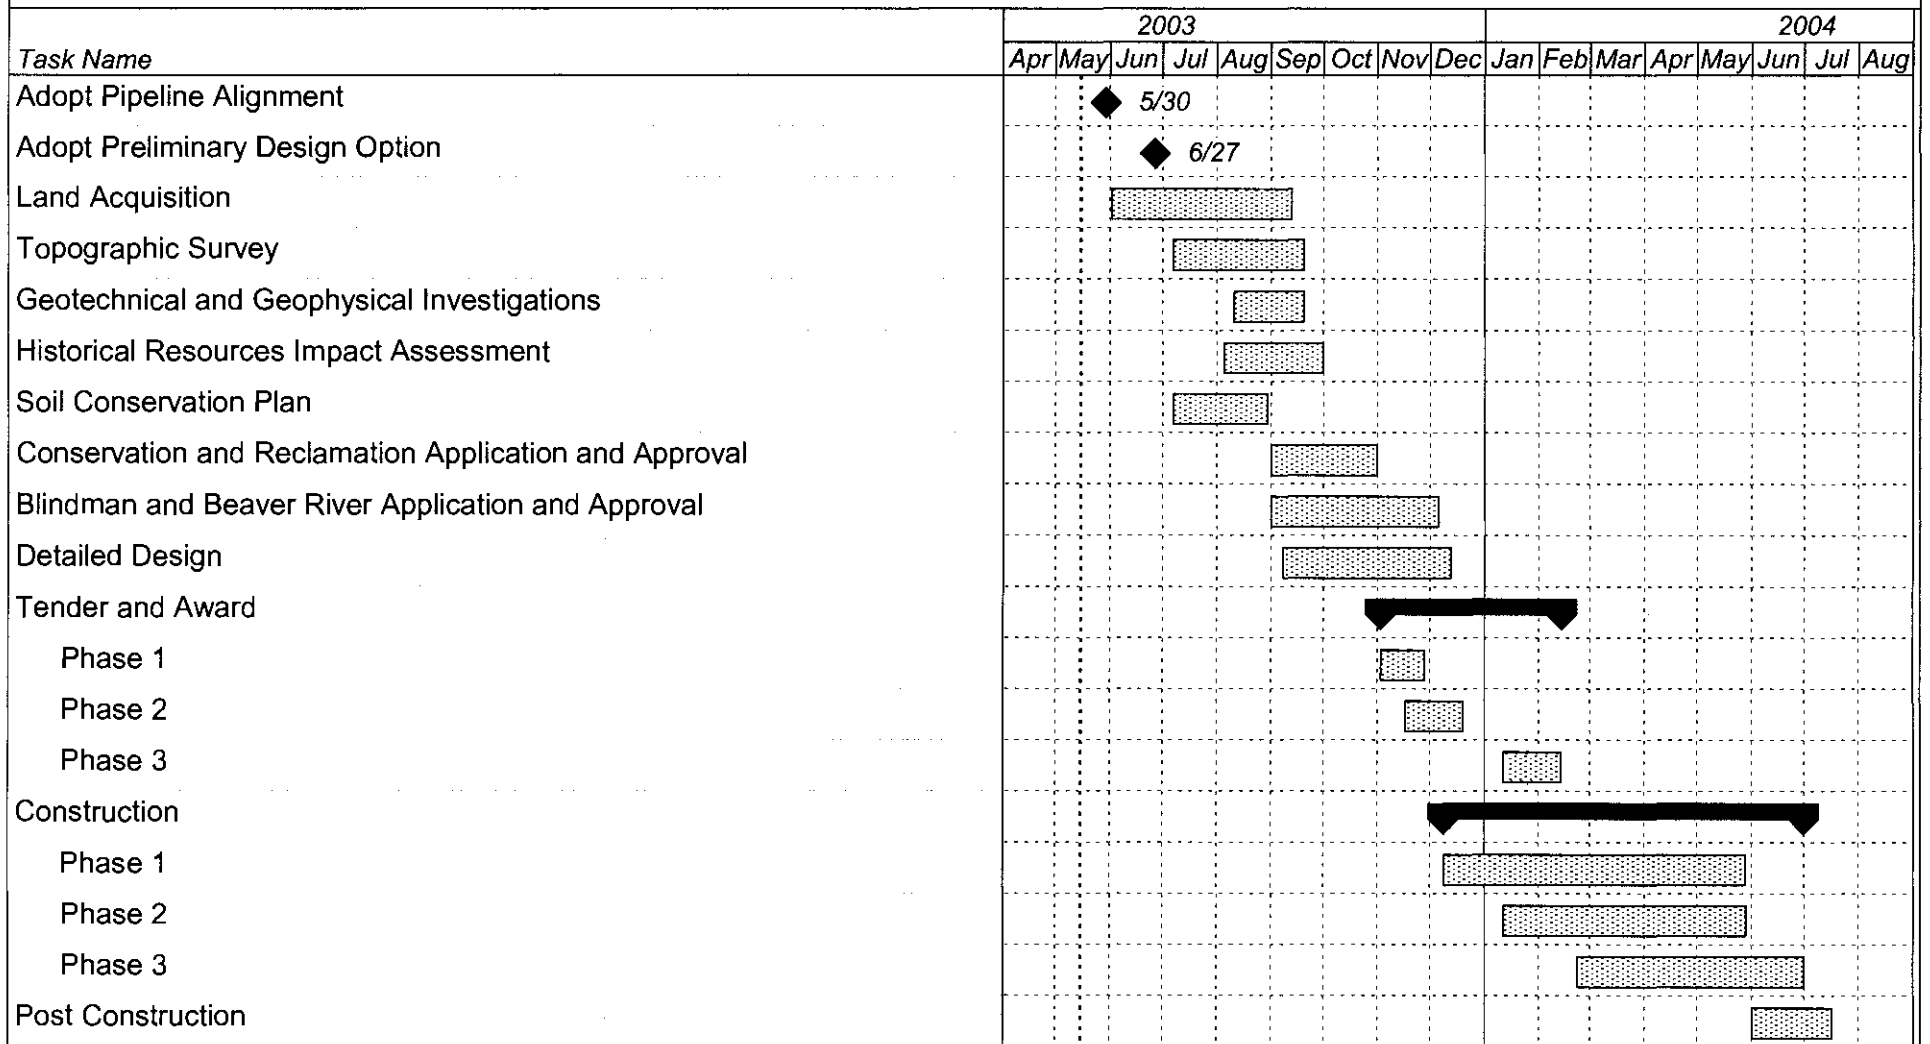 2003 2004
Task Name Apr May Jun Jul Aug Sep Oct Nov Dec Jan Feb Mar Apr May Jun Jul Aug
Adopt Pipeline Alignment 5/30
Adopt Preliminary Design Option 6/27
Land Acquisition
Topographic Survey
Geotechnical and Geophysical Investigations
Historical Resources Impact Assessment
Soil Conservation Plan
Conservation and Reclamation Application and Approval
Blindman and Beaver River Application and Approval
Detailed Design
Tender and Award
Phase 1
Phase 2
Phase 3
Construction
Phase 1
Phase 2
Phase 3
Post Construction